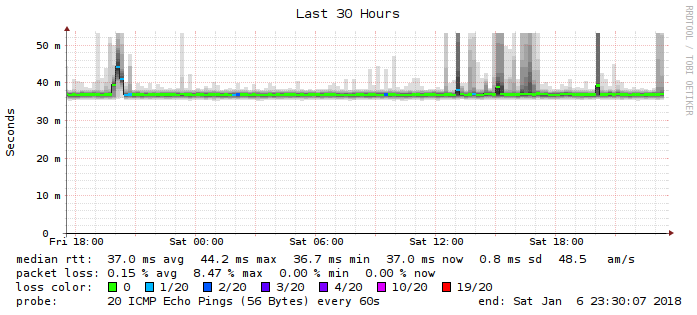 Last 30 Hours
RRDTOOL / TOBI OETIKER
Seconds
50 m
40 m
30 m
20 m
10 m
0
Fri 18:00 Sat 00:00 Sat 06:00 Sat 12:00 Sat 18:00
median rtt: 37.0 ms avg 44.2 ms max 36.7 ms min 37.0 ms now 0.8 ms sd 48.5 am/s
packet loss: 0.15 % avg 8.47 % max 0.00 % min 0.00 % now
loss color: 0 1/20 2/20 3/20 4/20 10/20 19/20
probe: 20 ICMP Echo Pings (56 Bytes) every 60s end: Sat Jan 6 23:30:07 2018